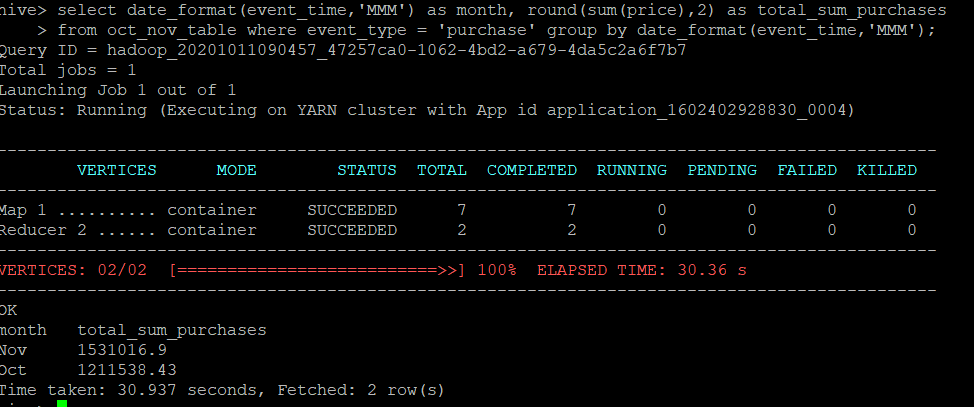 hive> select date_format(event_time,'MMM') as month, round(sum(price),2) as total_sum_purchases
    > from oct_nov_table where event_type = 'purchase' group by date_format(event_time,'MMM');
Query ID = hadoop_20201011090457_47257ca0-1062-4bd2-a679-4da5c2a6f7b7
Total jobs = 1
Launching Job 1 out of 1
Status: Running (Executing on YARN cluster with App id application_1602402928830_0004)
----------------------------------------------------------------------------------------------
        VERTICES      MODE        STATUS  TOTAL  COMPLETED  RUNNING  PENDING  FAILED  KILLED
----------------------------------------------------------------------------------------------
Map 1 .......... container     SUCCEEDED      7          7        0        0       0       0
Reducer 2 ...... container     SUCCEEDED      2          2        0        0       0       0
----------------------------------------------------------------------------------------------
VERTICES: 02/02  [==========================>>] 100%  ELAPSED TIME: 30.36 s
----------------------------------------------------------------------------------------------
OK
month   total_sum_purchases
Nov     1531016.9
Oct     1211538.43
Time taken: 30.937 seconds, Fetched: 2 row(s)